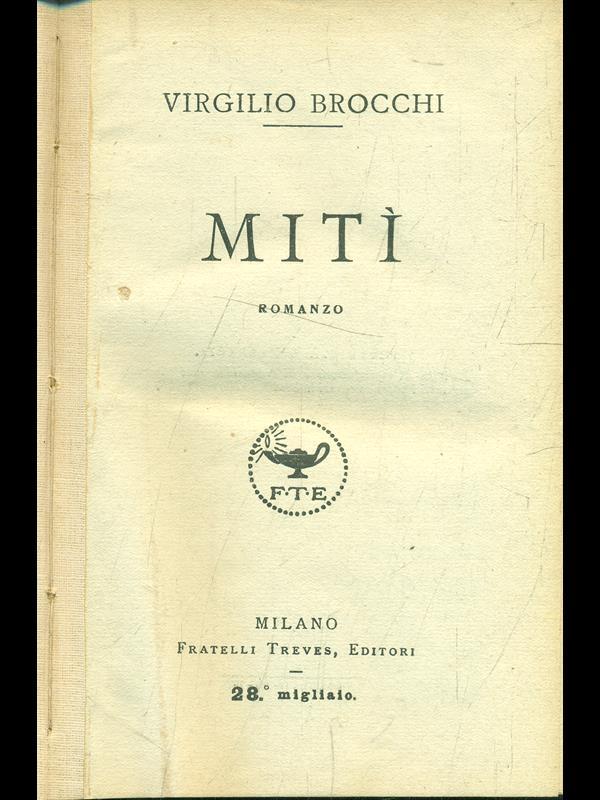 VIRGILIO BROCCHI
MITÌ
ROMANZO
F·T·E
MILANO
FRATELLI TREVES, EDITORI
28.° migliaio.